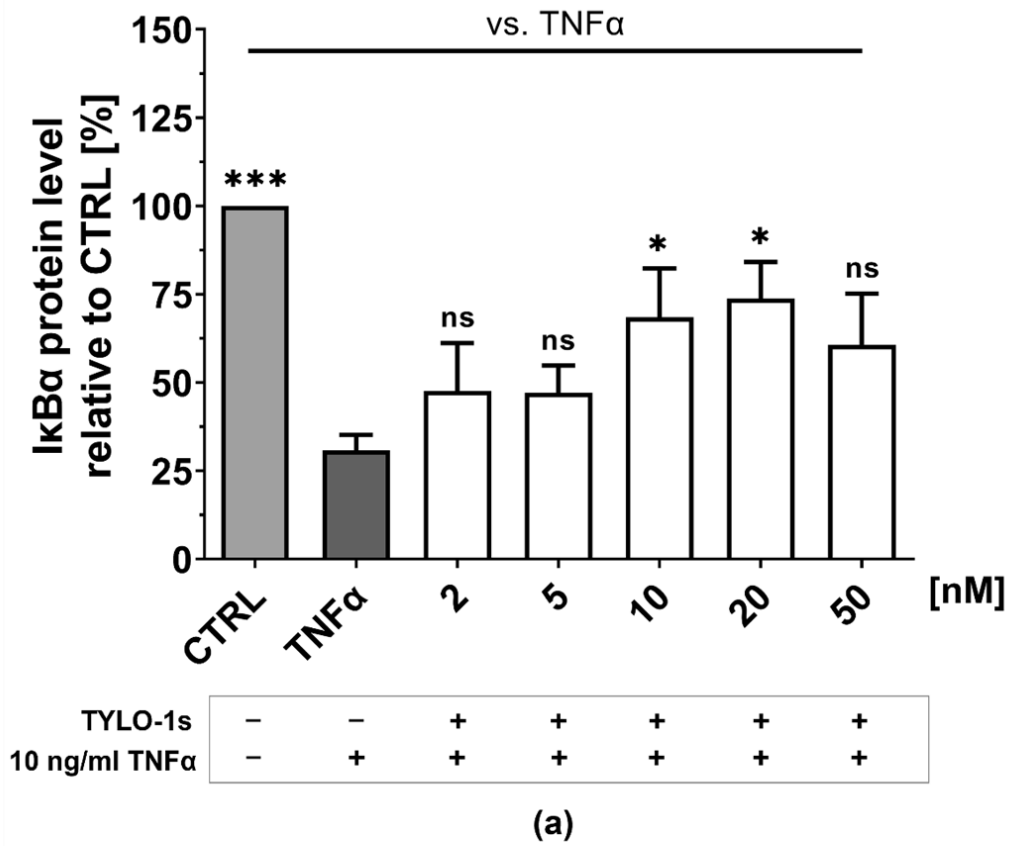 vs. TNFα
IκBα protein level
relative to CTRL [%]
150
125
100
75
50
25
0
***
ns
ns
*
*
ns
CTRL
TNFα
2
5
10
20
50
[nM]
TYLO-1s – – + + + + +
10 ng/ml TNFα – + + + + + +
(a)